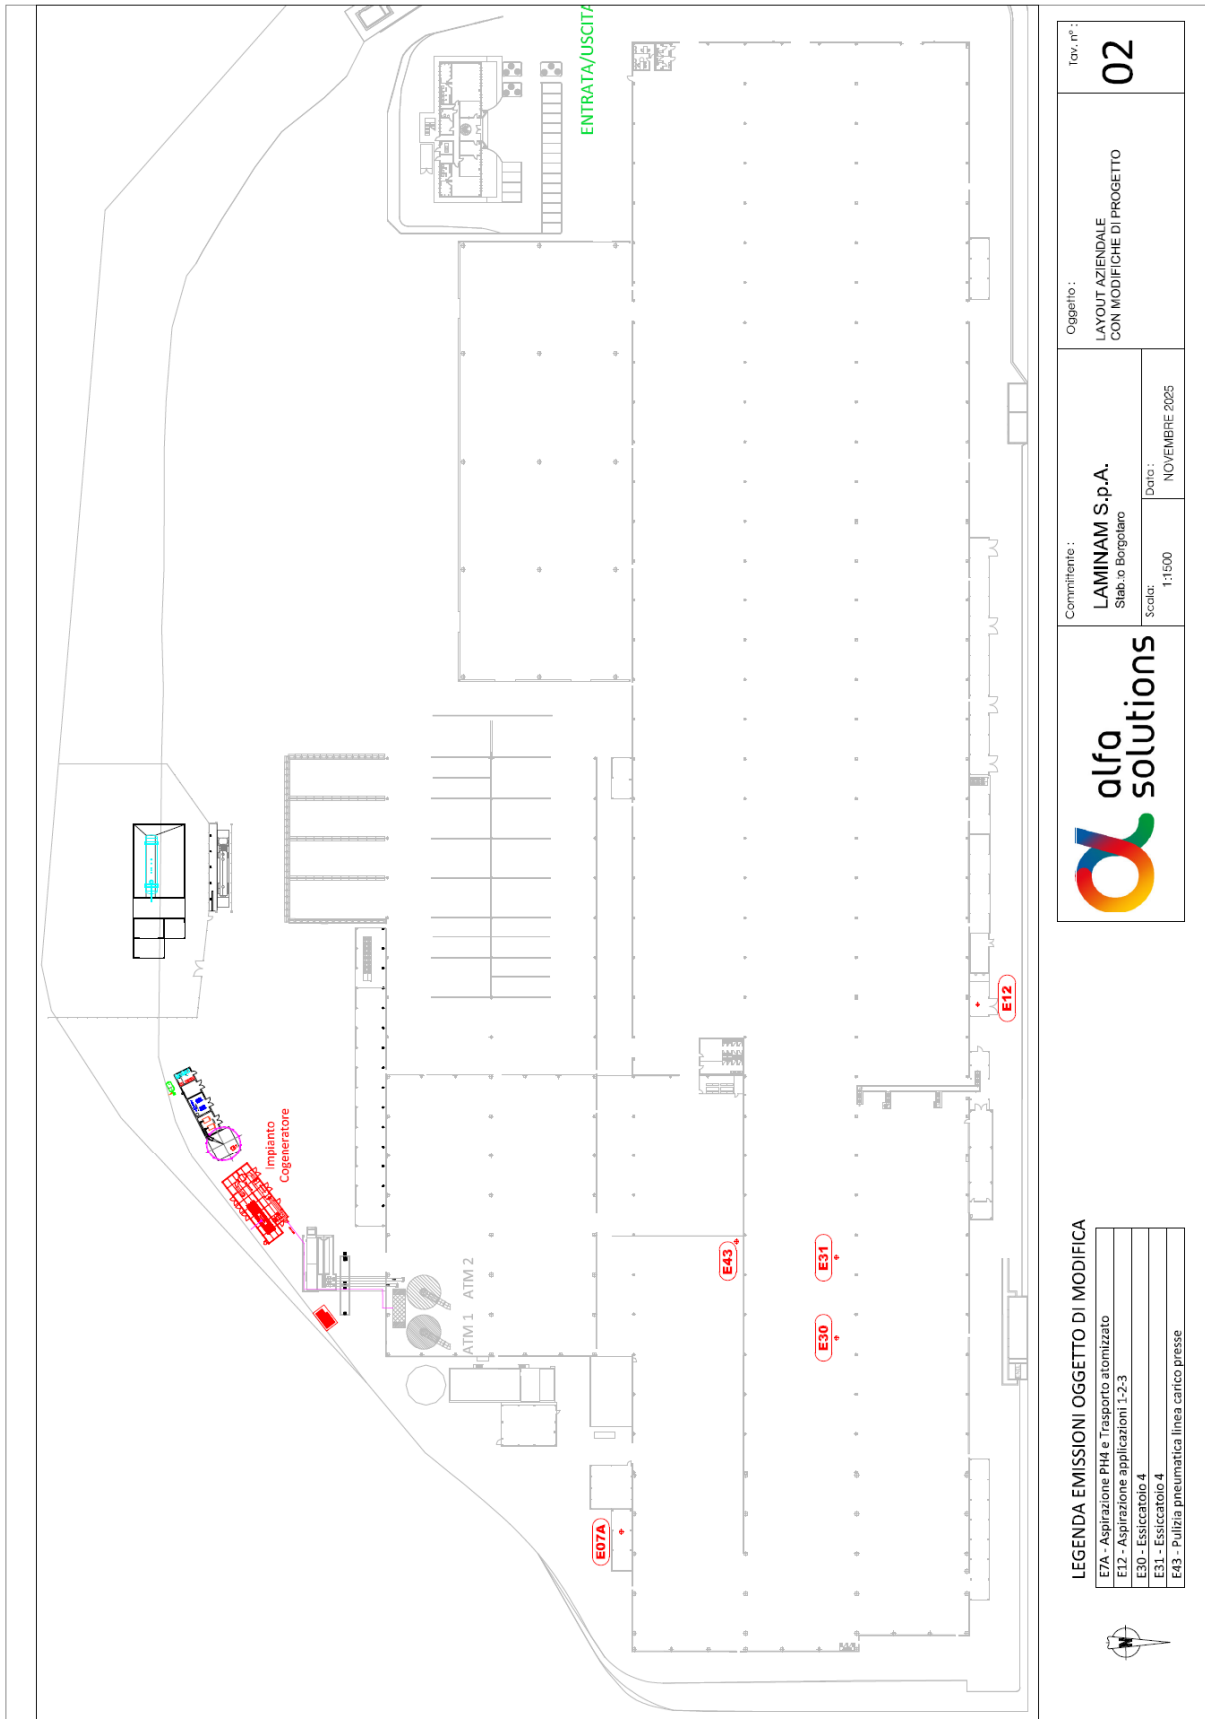 ENTRATA/USCITA
Impianto
Cogeneratore
ATM 1
ATM 2
E07A
E43
E30
E31
E12
LEGENDA EMISSIONI OGGETTO DI MODIFICA
E7A - Aspirazione PH4 e Trasporto atomizzato
E12 - Aspirazione applicazioni 1-2-3
E30 - Essiccatoio 4
E31 - Essiccatoio 4
E43 - Pulizia pneumatica linea carico presse
N
alfa
solutions
Committente :
LAMINAM S.p.A.
Stab.io Borgotaro
Scala:
1:1500
Data :
NOVEMBRE 2025
Oggetto :
LAYOUT AZIENDALE
CON MODIFICHE DI PROGETTO
Tav. n° :
02